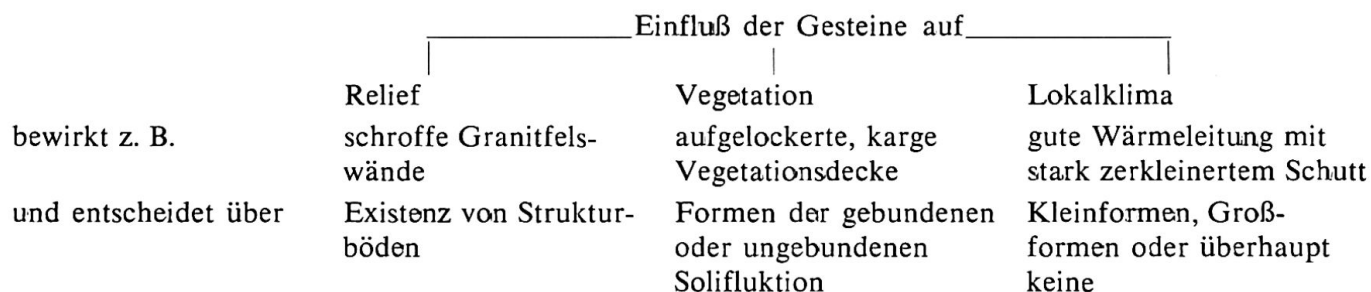 Einfluß der Gesteine auf
Relief Vegetation Lokalklima
bewirkt z. B. schroffe Granitfels- aufgelockerte, karge gute Wärmeleitung mit
wände Vegetationsdecke stark zerkleinertem Schutt
und entscheidet über Existenz von Struktur- Formen der gebundenen Kleinformen, Groß-
böden oder ungebundenen formen oder überhaupt
Solifluktion keine